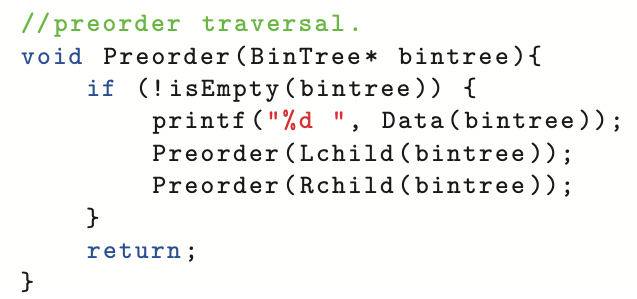 //preorder traversal.
void Preorder(BinTree* bintree){
    if (!isEmpty(bintree)) {
        printf("%d ", Data(bintree));
        Preorder(Lchild(bintree));
        Preorder(Rchild(bintree));
    }
    return;
}